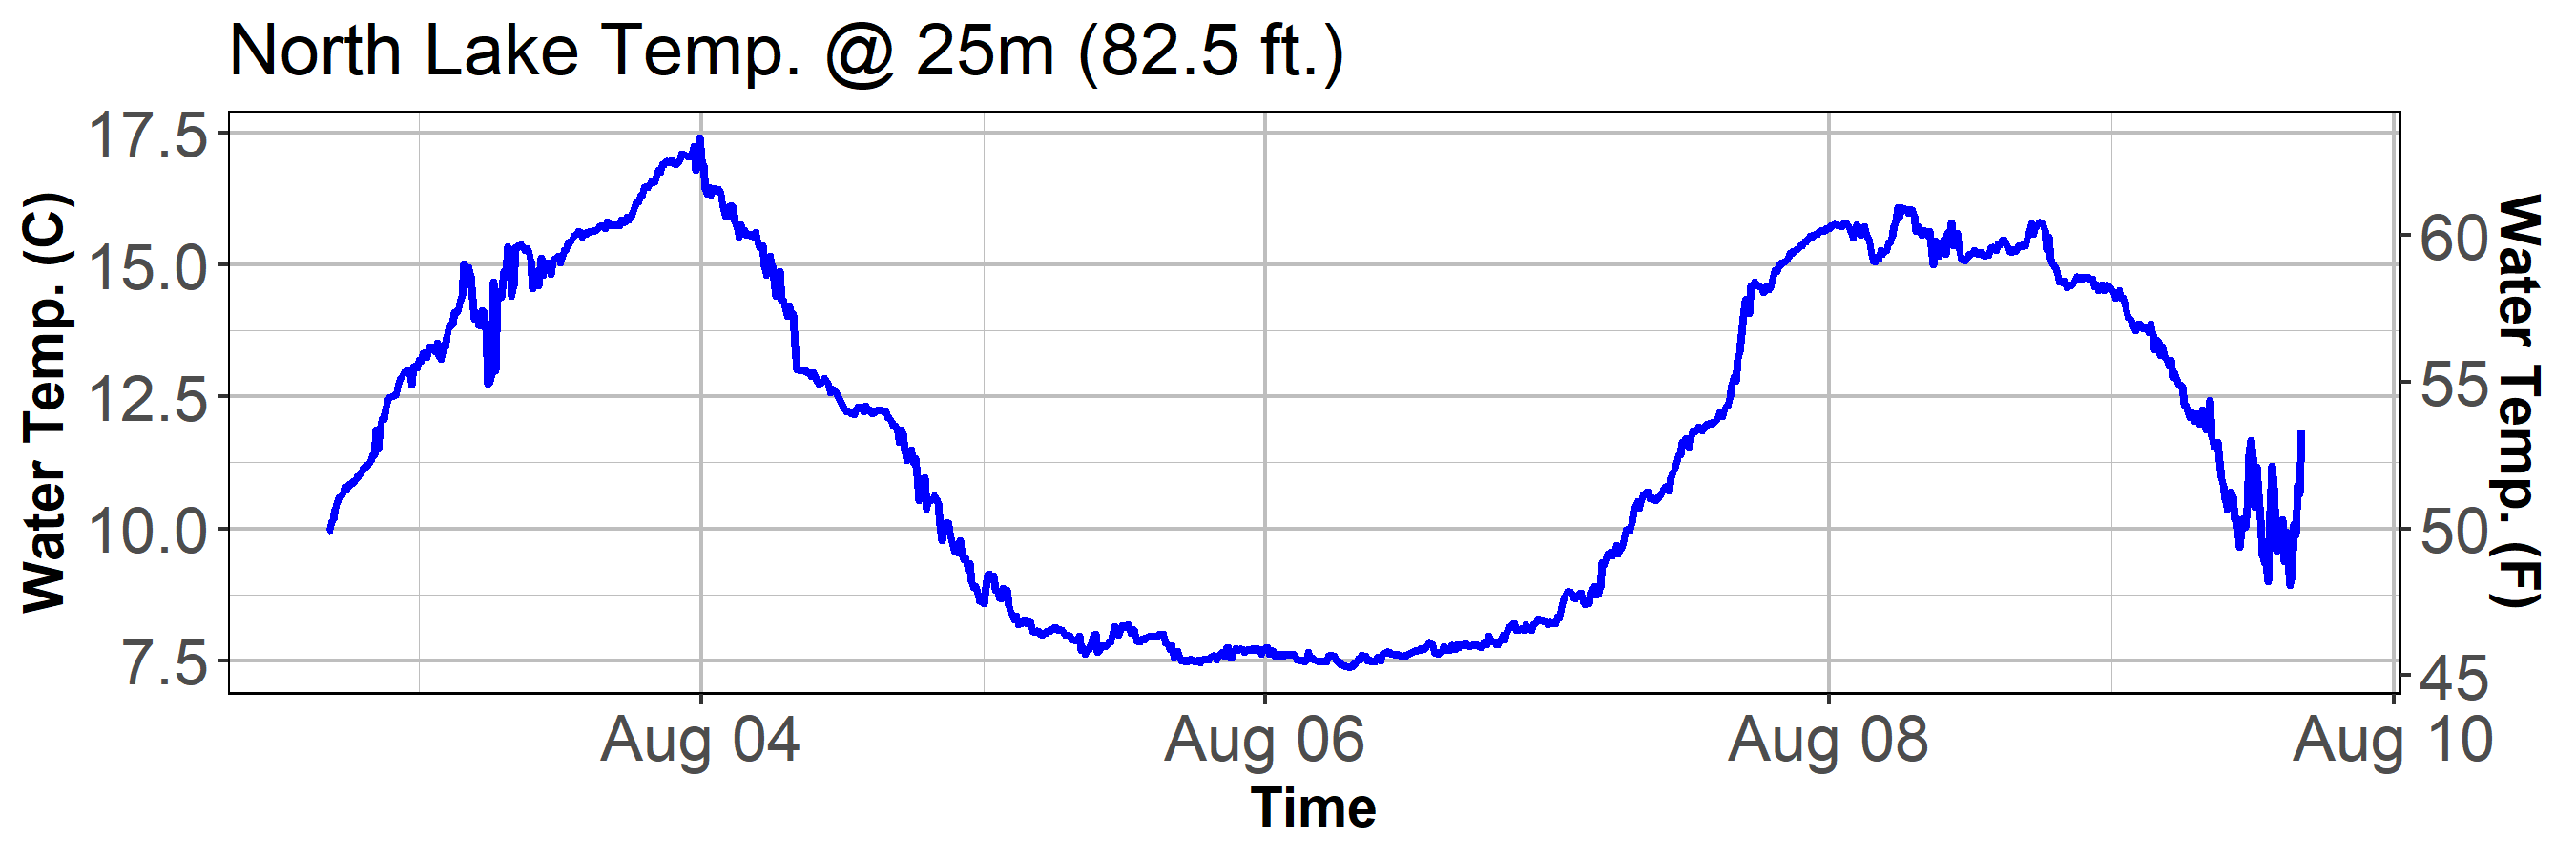 North Lake Temp. @ 25m (82.5 ft.)
Water Temp. (C)
17.5
15.0
12.5
10.0
7.5
60
55
50
45
Water Temp. (F)
Aug 04 Aug 06 Aug 08 Aug 10
Time